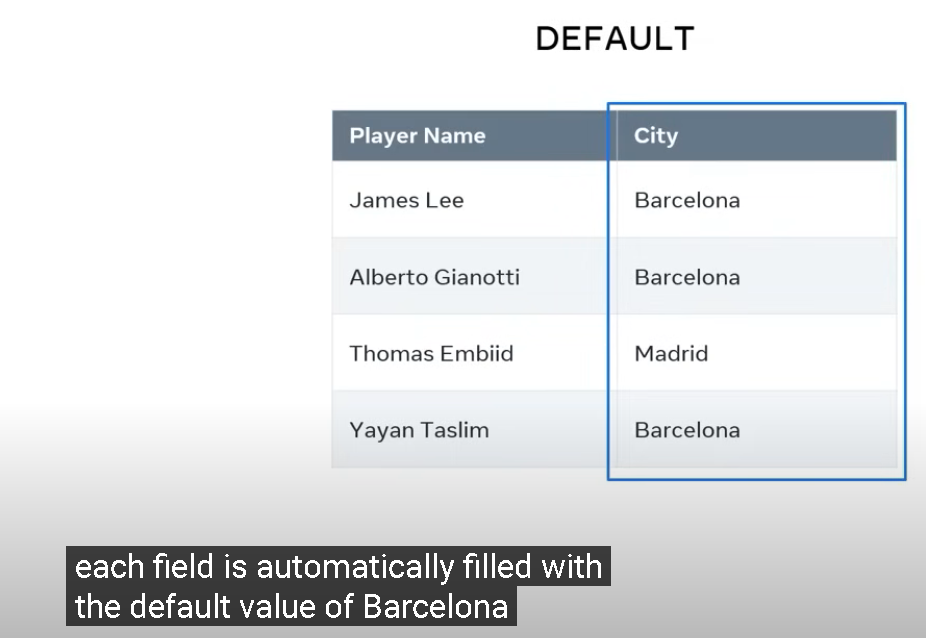 DEFAULT
Player Name City
James Lee Barcelona
Alberto Gianotti Barcelona
Thomas Embiid Madrid
Yayan Taslim Barcelona
each field is automatically filled with
the default value of Barcelona